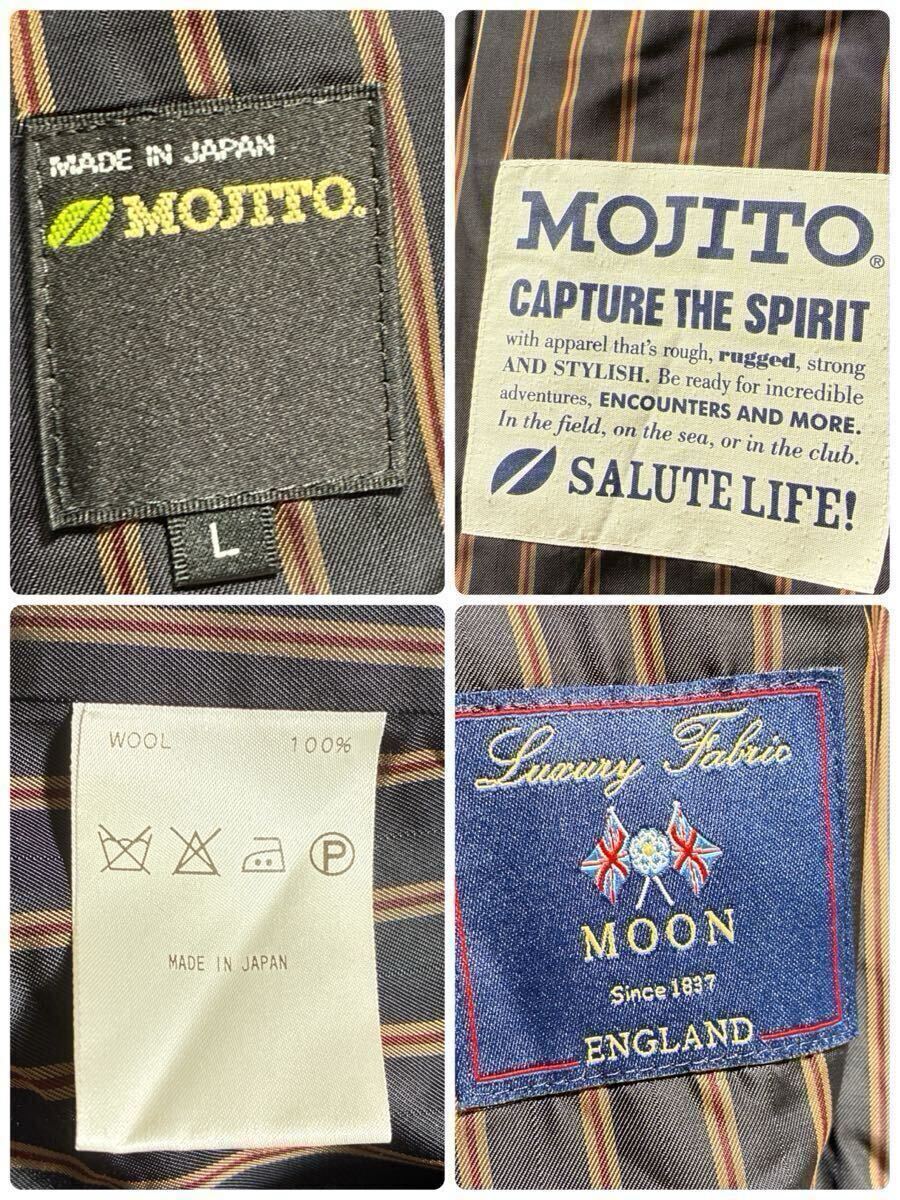 MADE IN JAPAN
MOJITO.
L
MOJITO®
CAPTURE THE SPIRIT
with apparel that's rough, rugged, strong
AND STYLISH. Be ready for incredible
adventures, ENCOUNTERS AND MORE.
In the field, on the sea, or in the club.
SALUTE LIFE!
WOOL 100%
P
MADE IN JAPAN
Luxury Fabric
MOON
Since 1837
ENGLAND